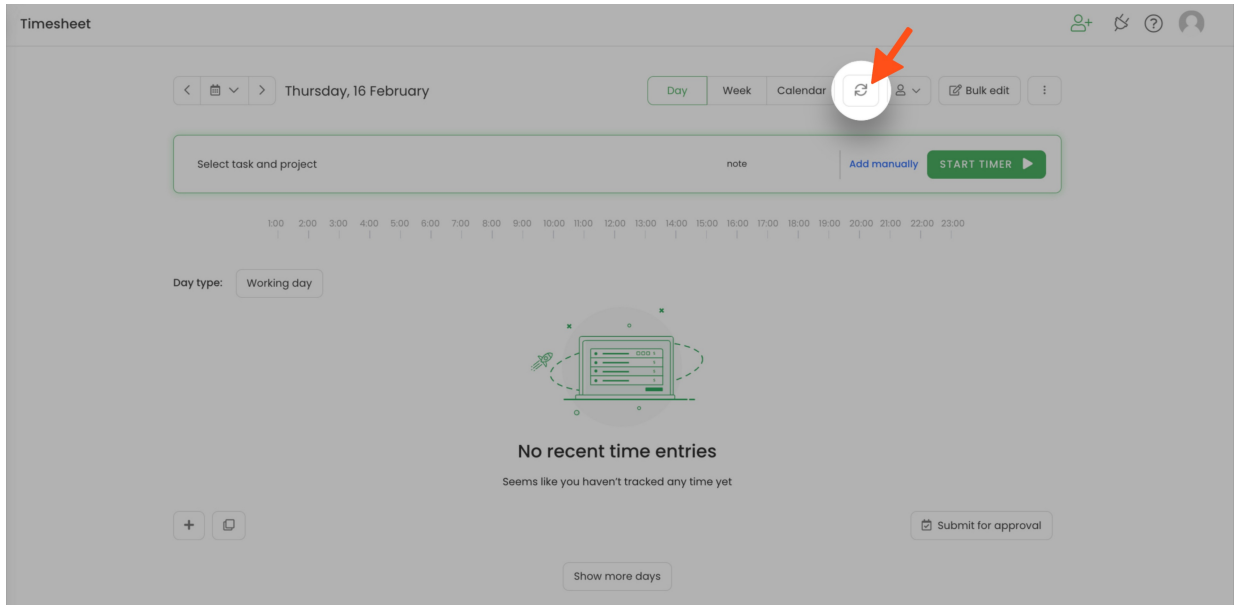 Timesheet
Thursday, 16 February
Day Week Calendar Bulk edit
Select task and project note Add manually START TIMER
1:00 2:00 3:00 4:00 5:00 6:00 7:00 8:00 9:00 10:00 11:00 12:00 13:00 14:00 15:00 16:00 17:00 18:00 19:00 20:00 21:00 22:00 23:00
Day type: Working day
No recent time entries
Seems like you haven't tracked any time yet
Submit for approval
Show more days